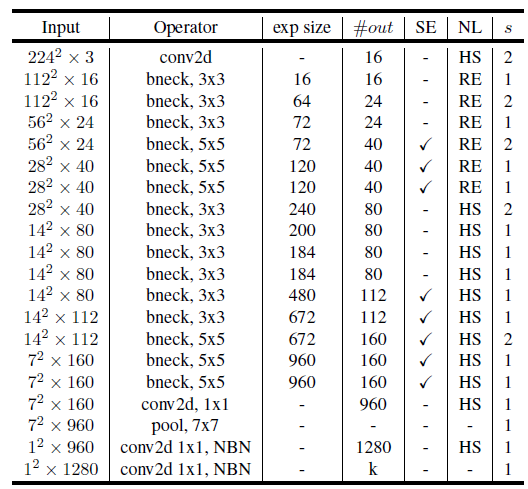 Input Operator exp size #out SE NL s
224² × 3 conv2d - 16 - HS 2
112² × 16 bneck, 3x3 16 16 - RE 1
112² × 16 bneck, 3x3 64 24 - RE 2
56² × 24 bneck, 3x3 72 24 - RE 1
56² × 24 bneck, 5x5 72 40 ✓ RE 2
28² × 40 bneck, 5x5 120 40 ✓ RE 1
28² × 40 bneck, 5x5 120 40 ✓ RE 1
28² × 40 bneck, 3x3 240 80 - HS 2
14² × 80 bneck, 3x3 200 80 - HS 1
14² × 80 bneck, 3x3 184 80 - HS 1
14² × 80 bneck, 3x3 184 80 - HS 1
14² × 80 bneck, 3x3 480 112 ✓ HS 1
14² × 112 bneck, 3x3 672 112 ✓ HS 1
14² × 112 bneck, 5x5 672 160 ✓ HS 2
7² × 160 bneck, 5x5 960 160 ✓ HS 1
7² × 160 bneck, 5x5 960 160 ✓ HS 1
7² × 160 conv2d, 1x1 - 960 - HS 1
7² × 960 pool, 7x7 - - - - 1
1² × 960 conv2d 1x1, NBN - 1280 - HS 1
1² × 1280 conv2d 1x1, NBN - k - - 1